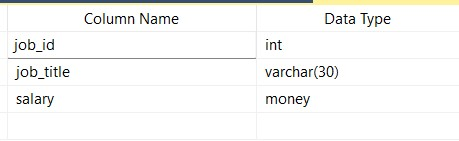 Column Name Data Type
job_id int
job_title varchar(30)
salary money